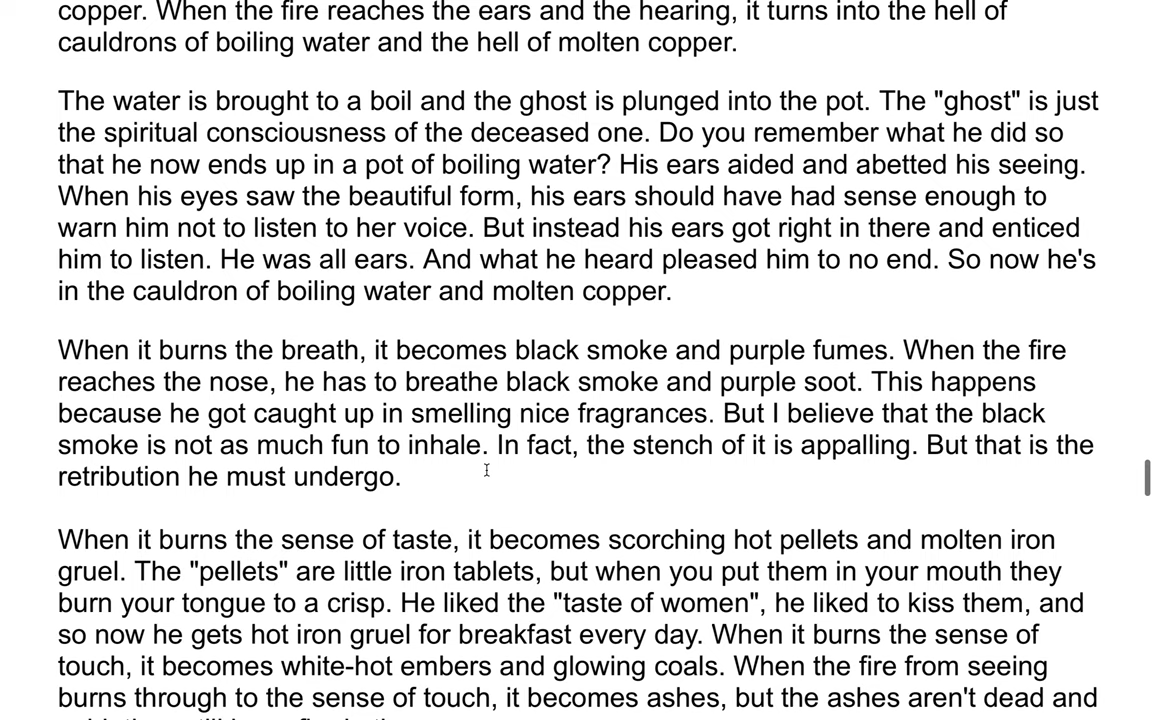 copper. When the fire reaches the ears and the hearing, it turns into the hell of
cauldrons of boiling water and the hell of molten copper.
The water is brought to a boil and the ghost is plunged into the pot. The "ghost" is just
the spiritual consciousness of the deceased one. Do you remember what he did so
that he now ends up in a pot of boiling water? His ears aided and abetted his seeing.
When his eyes saw the beautiful form, his ears should have had sense enough to
warn him not to listen to her voice. But instead his ears got right in there and enticed
him to listen. He was all ears. And what he heard pleased him to no end. So now he's
in the cauldron of boiling water and molten copper.
When it burns the breath, it becomes black smoke and purple fumes. When the fire
reaches the nose, he has to breathe black smoke and purple soot. This happens
because he got caught up in smelling nice fragrances. But I believe that the black
smoke is not as much fun to inhale. In fact, the stench of it is appalling. But that is the
retribution he must undergo.
When it burns the sense of taste, it becomes scorching hot pellets and molten iron
gruel. The "pellets" are little iron tablets, but when you put them in your mouth they
burn your tongue to a crisp. He liked the "taste of women", he liked to kiss them, and
so now he gets hot iron gruel for breakfast every day. When it burns the sense of
touch, it becomes white-hot embers and glowing coals. When the fire from seeing
burns through to the sense of touch, it becomes ashes, but the ashes aren't dead and